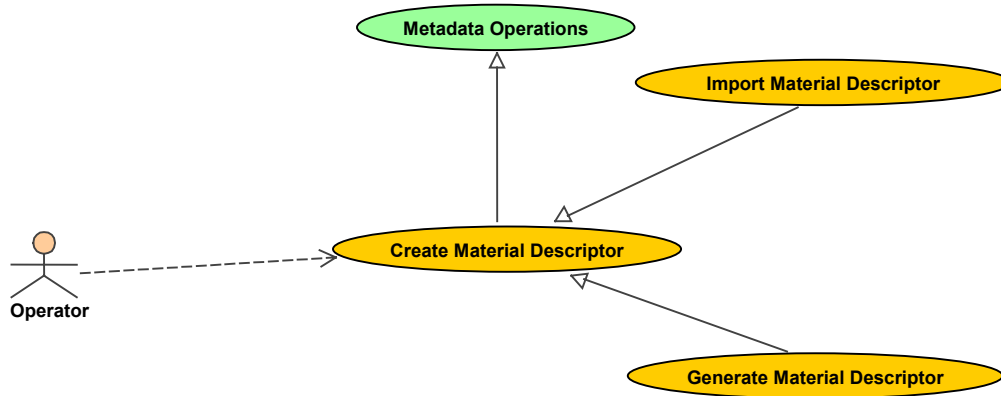 Metadata Operations
Import Material Descriptor
Create Material Descriptor
Operator
Generate Material Descriptor